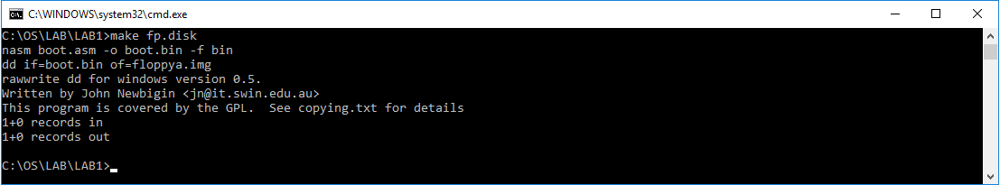 C:\WINDOWS\system32\cmd.exe
C:\OS\LAB\LAB1>make fp.disk
nasm boot.asm -o boot.bin -f bin
dd if=boot.bin of=floppya.img
rawwrite dd for windows version 0.5.
Written by John Newbigin <jn@it.swin.edu.au>
This program is covered by the GPL.  See copying.txt for details
1+0 records in
1+0 records out
C:\OS\LAB\LAB1>